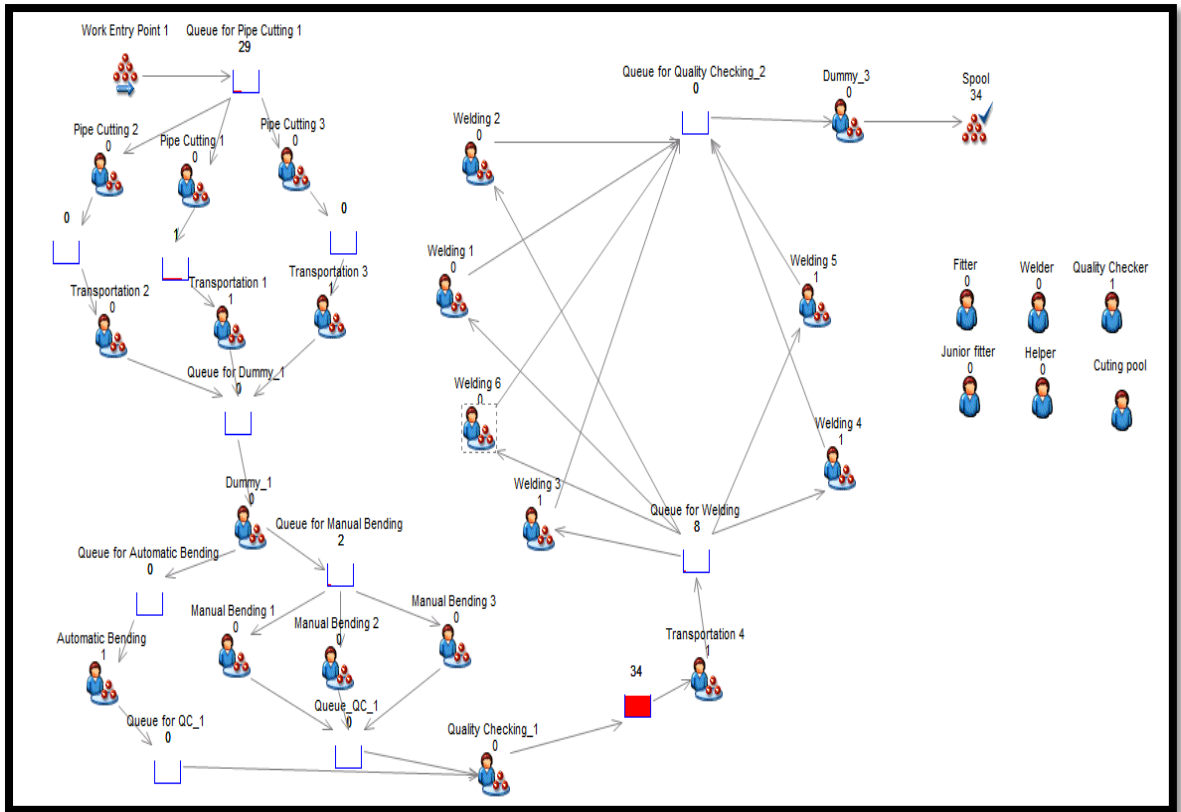 Work Entry Point 1
Queue for Pipe Cutting 1
29
Pipe Cutting 2
0
Pipe Cutting 1
0
Pipe Cutting 3
0
0
1
0
Transportation 2
0
Transportation 1
1
Transportation 3
1
Queue for Dummy_1
0
Dummy_1
0
Queue for Manual Bending
2
Queue for Automatic Bending
0
Manual Bending 1
0
Manual Bending 2
0
Manual Bending 3
0
Automatic Bending
1
Queue for QC_1
0
Queue_QC_1
0
Quality Checking_1
0
34
Transportation 4
1
Queue for Welding
8
Welding 3
1
Welding 4
1
Welding 6
0
Welding 1
0
Welding 5
1
Welding 2
0
Queue for Quality Checking_2
0
Dummy_3
0
Spool
34
Fitter
0
Welder
0
Quality Checker
1
Junior fitter
0
Helper
0
Cuting pool